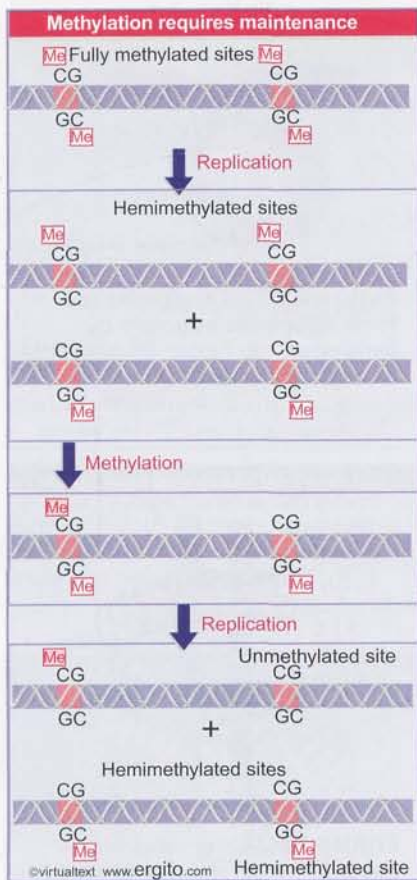 Methylation requires maintenance
Me Fully methylated sites Me
CG CG
GC GC
Me Me
Replication
Hemimethylated sites
Me Me
CG CG
GC GC
+
CG CG
GC GC
Me Me
Methylation
Me
CG CG
GC GC
Me Me
Replication
Me Unmethylated site
CG CG
GC GC
+
Hemimethylated sites
CG CG
GC GC
Me Me
©virtualtext www.ergito.com Hemimethylated site